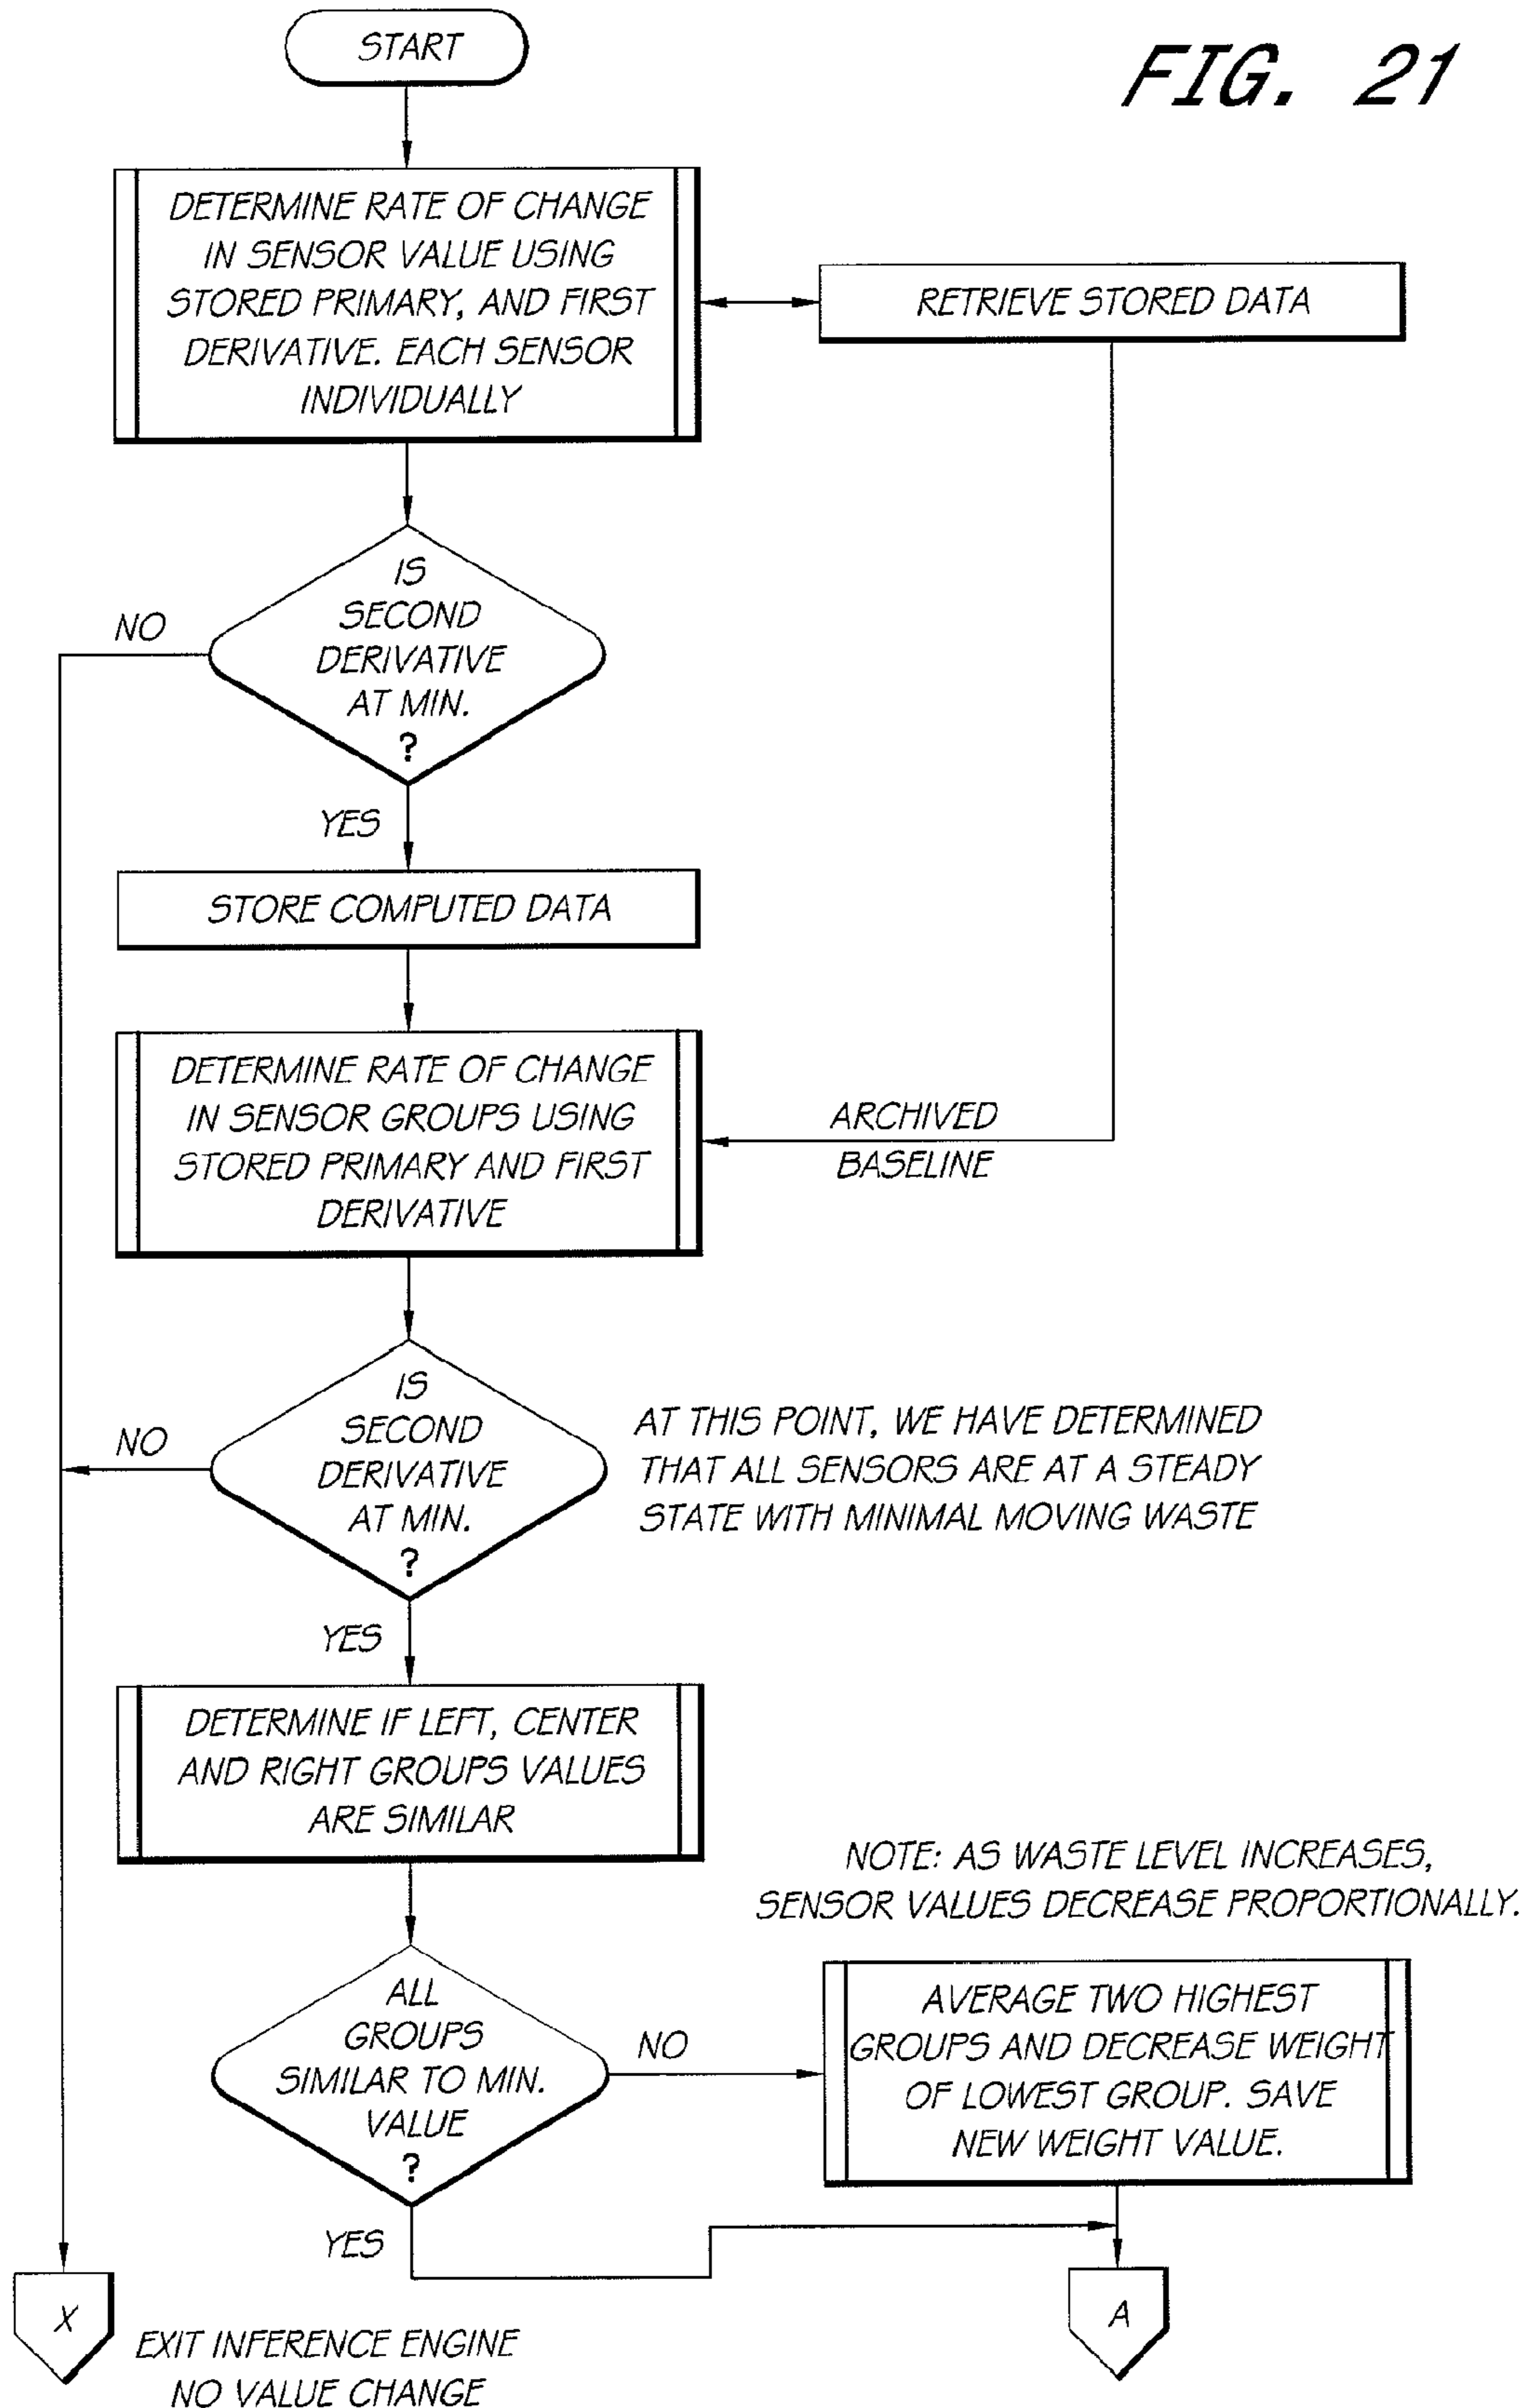 FIG. 21
START
DETERMINE RATE OF CHANGE
IN SENSOR VALUE USING
STORED PRIMARY, AND FIRST
DERIVATIVE. EACH SENSOR
INDIVIDUALLY
RETRIEVE STORED DATA
IS
SECOND
DERIVATIVE
AT MIN.
?
NO
YES
STORE COMPUTED DATA
DETERMINE RATE OF CHANGE
IN SENSOR GROUPS USING
STORED PRIMARY AND FIRST
DERIVATIVE
ARCHIVED
BASELINE
IS
SECOND
DERIVATIVE
AT MIN.
?
NO
AT THIS POINT, WE HAVE DETERMINED
THAT ALL SENSORS ARE AT A STEADY
STATE WITH MINIMAL MOVING WASTE
YES
DETERMINE IF LEFT, CENTER
AND RIGHT GROUPS VALUES
ARE SIMILAR
NOTE: AS WASTE LEVEL INCREASES,
SENSOR VALUES DECREASE PROPORTIONALLY.
ALL
GROUPS
SIMILAR TO MIN.
VALUE
?
NO
AVERAGE TWO HIGHEST
GROUPS AND DECREASE WEIGHT
OF LOWEST GROUP. SAVE
NEW WEIGHT VALUE.
YES
X
EXIT INFERENCE ENGINE
NO VALUE CHANGE
A